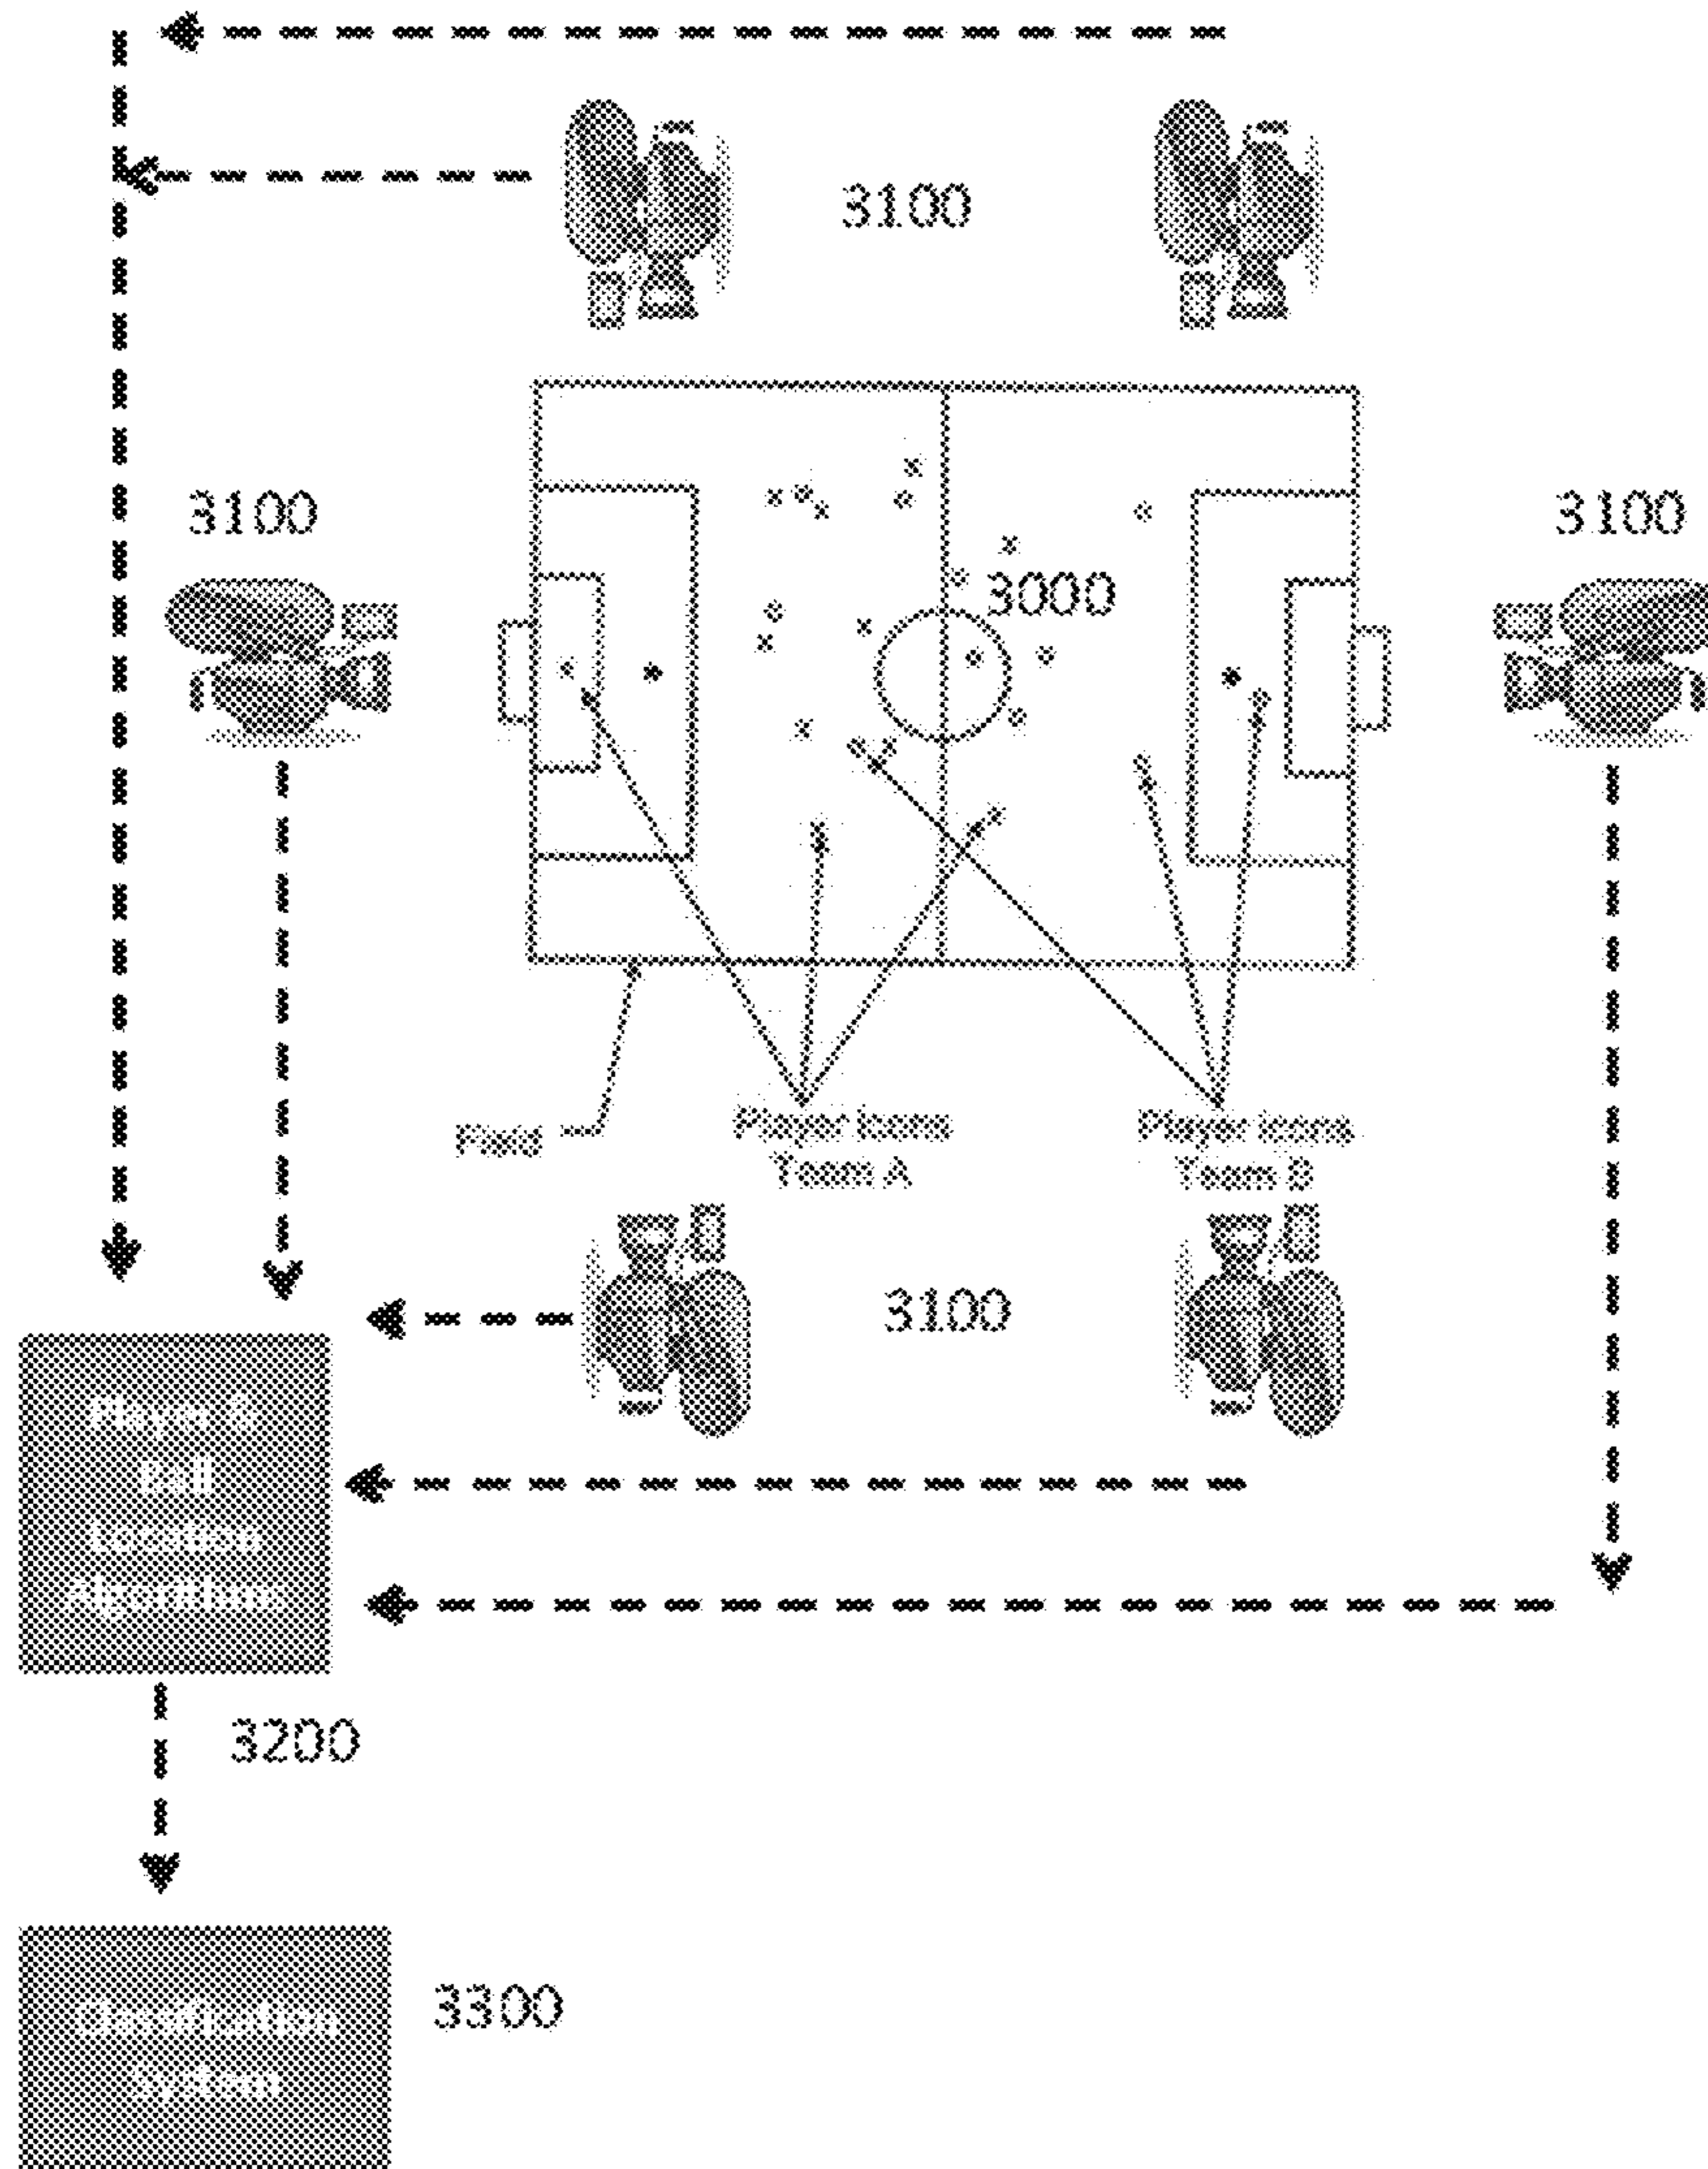 3100
3100
3100
3000
Field
Player Icons
Team A
Player Icons
Team B
3100
Player &
Ball
Location
Algorithms
3200
Classification
System
3300